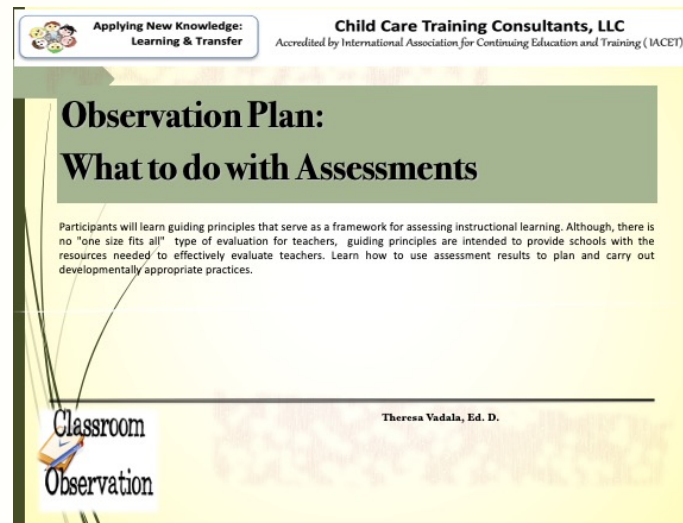 Applying New Knowledge:
Learning & Transfer
Child Care Training Consultants, LLC
Accredited by International Association for Continuing Education and Training ( IACET)
Observation Plan:
What to do with Assessments
Participants will learn guiding principles that serve as a framework for assessing instructional learning. Although, there is
no "one size fits all" type of evaluation for teachers, guiding principles are intended to provide schools with the
resources needed to effectively evaluate teachers. Learn how to use assessment results to plan and carry out
developmentally appropriate practices.
Theresa Vadala, Ed. D.
Classroom
Observation